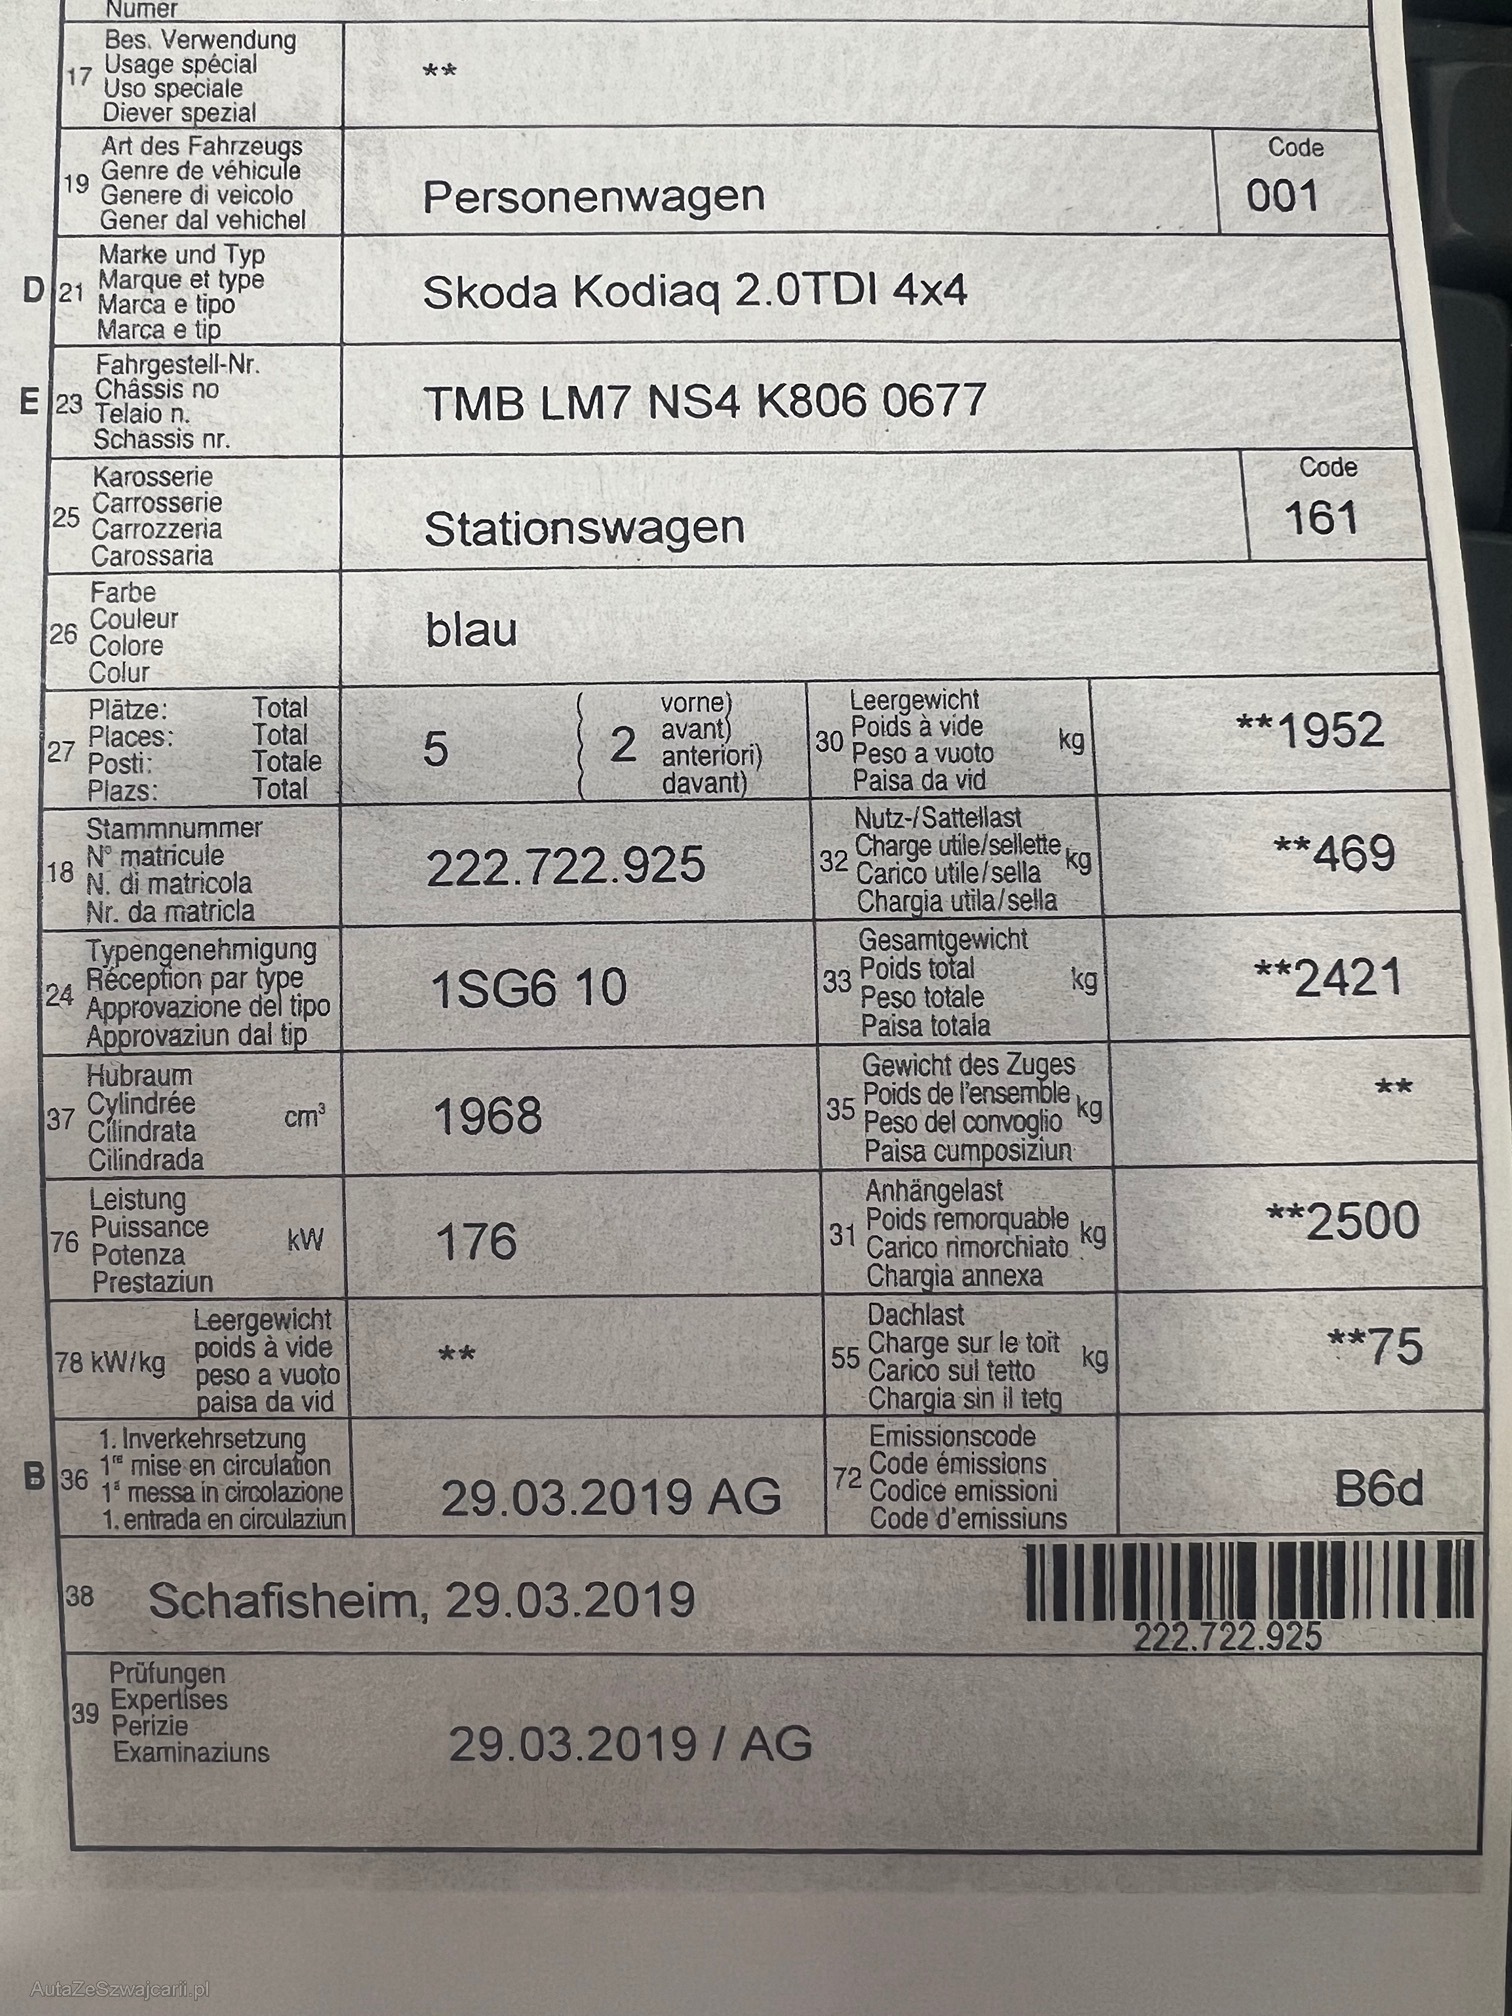 Numer
17 Bes. Verwendung
Usage spécial
Uso speciale
Diever spezial
**
19 Art des Fahrzeugs
Genre de véhicule
Genere di veicolo
Gener dal vehichel
Personenwagen
Code
001
D 21 Marke und Typ
Marque et type
Marca e tipo
Marca e tip
Skoda Kodiaq 2.0TDI 4x4
E 23 Fahrgestell-Nr.
Châssis no
Telaio n.
Schassis nr.
TMB LM7 NS4 K806 0677
25 Karosserie
Carrosserie
Carrozzeria
Carossaria
Stationswagen
Code
161
26 Farbe
Couleur
Colore
Colur
blau
27 Plätze: Total
Places: Total
Posti: Totale
Plazs: Total
5 ( 2 vorne)
( avant)
( anteriori)
( davant)
30 Leergewicht
Poids à vide
Peso a vuoto
Paisa da vid
kg
**1952
18 Stammnummer
N° matricule
N. di matricola
Nr. da matricla
222.722.925
32 Nutz-/Sattellast
Charge utile/sellette
Carico utile/sella
Chargia utila/sella
kg
**469
24 Typengenehmigung
Réception par type
Approvazione del tipo
Approvaziun dal tip
1SG6 10
33 Gesamtgewicht
Poids total
Peso totale
Paisa totala
kg
**2421
37 Hubraum
Cylindrée
Cilindrata
Cilindrada
cm³
1968
35 Gewicht des Zuges
Poids de l'ensemble
Peso del convoglio
Paisa cumposiziun
kg
**
76 Leistung
Puissance
Potenza
Prestaziun
kW
176
31 Anhängelast
Poids remorquable
Carico rimorchiato
Chargia annexa
kg
**2500
78 kW/kg Leergewicht
poids à vide
peso a vuoto
paisa da vid
**
55 Dachlast
Charge sur le toit
Carico sul tetto
Chargia sin il tetg
kg
**75
B 36 1. Inverkehrsetzung
1re mise en circulation
1a messa in circolazione
1. entrada en circulaziun
29.03.2019 AG
72 Emissionscode
Code émissions
Codice emissioni
Code d'emissiuns
B6d
38 Schafisheim, 29.03.2019
222.722.925
39 Prüfungen
Expertises
Perizie
Examinaziuns
29.03.2019 / AG
AutaZeSzwajcarii.pl